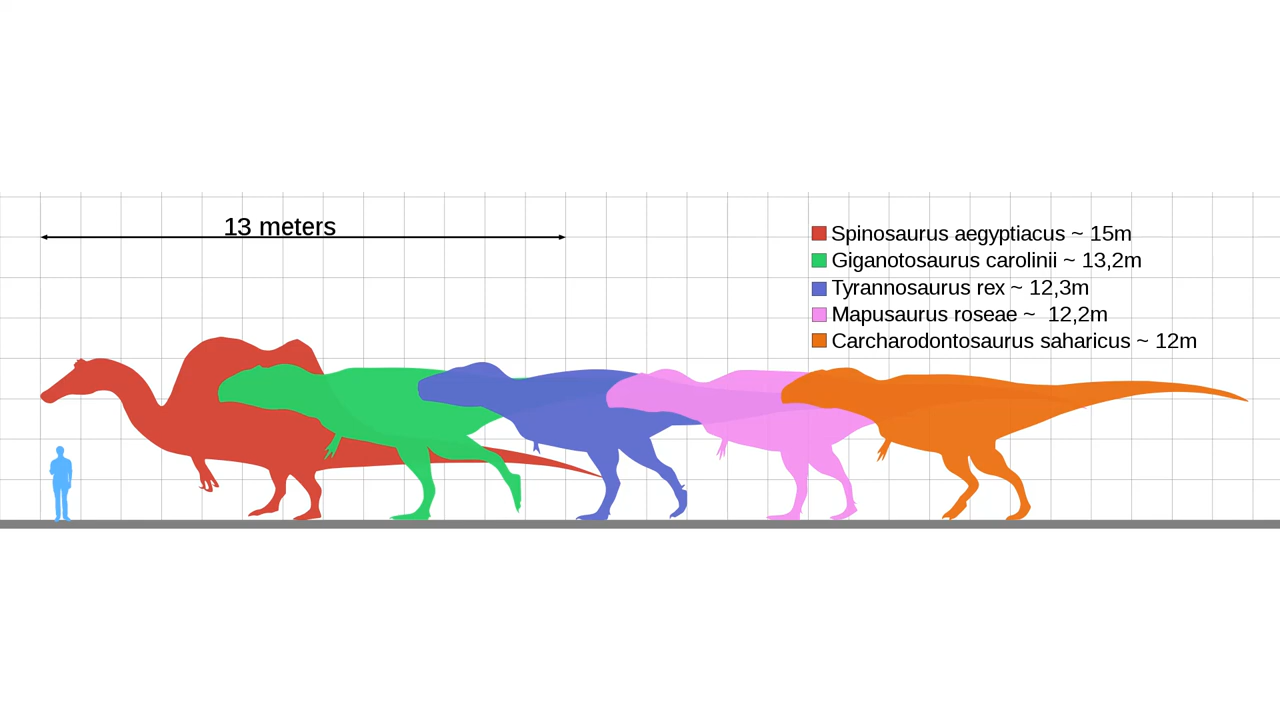 13 meters
Spinosaurus aegyptiacus ~ 15m
Giganotosaurus carolinii ~ 13,2m
Tyrannosaurus rex ~ 12,3m
Mapusaurus roseae ~ 12,2m
Carcharodontosaurus saharicus ~ 12m